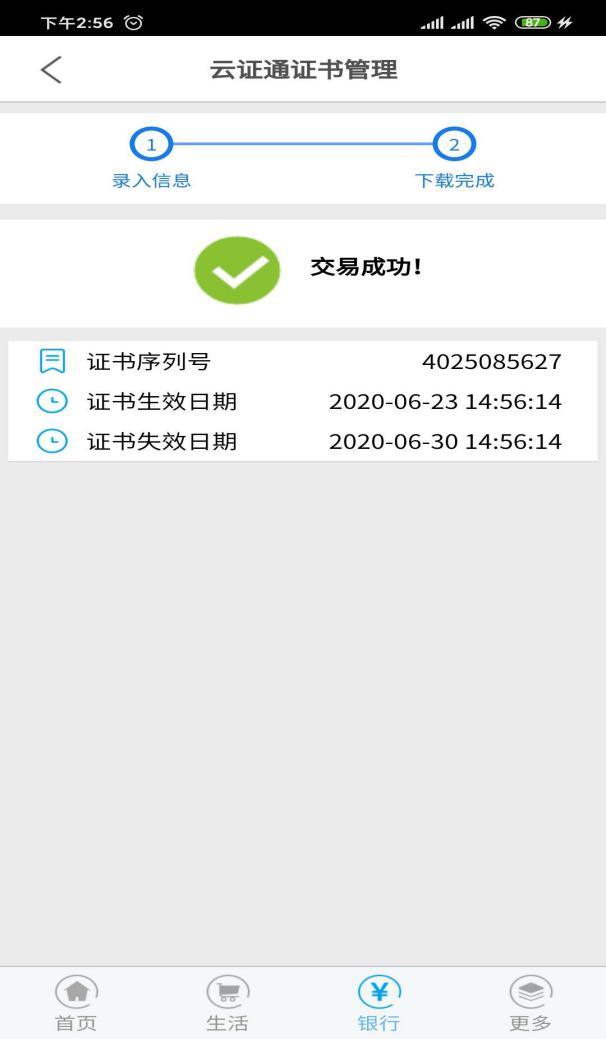 下午2:56 87
云证通证书管理
1 2
录入信息 下载完成
交易成功!
证书序列号 4025085627
证书生效日期 2020-06-23 14:56:14
证书失效日期 2020-06-30 14:56:14
¥
首页 生活 银行 更多